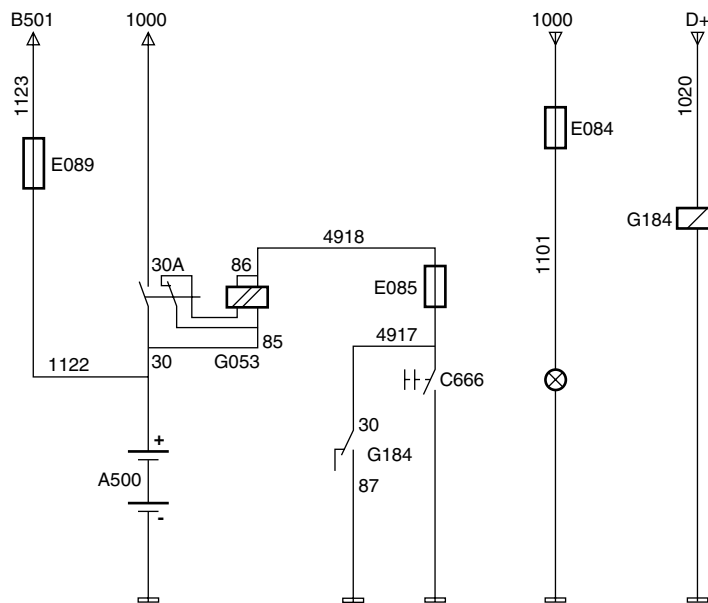 B501 1000 1000 D+
1123 1020
E089 E084
G184
4918 1101
30A 86
E085
4917
85
1122 30 G053
C666
30
+ G184
A500 87
-